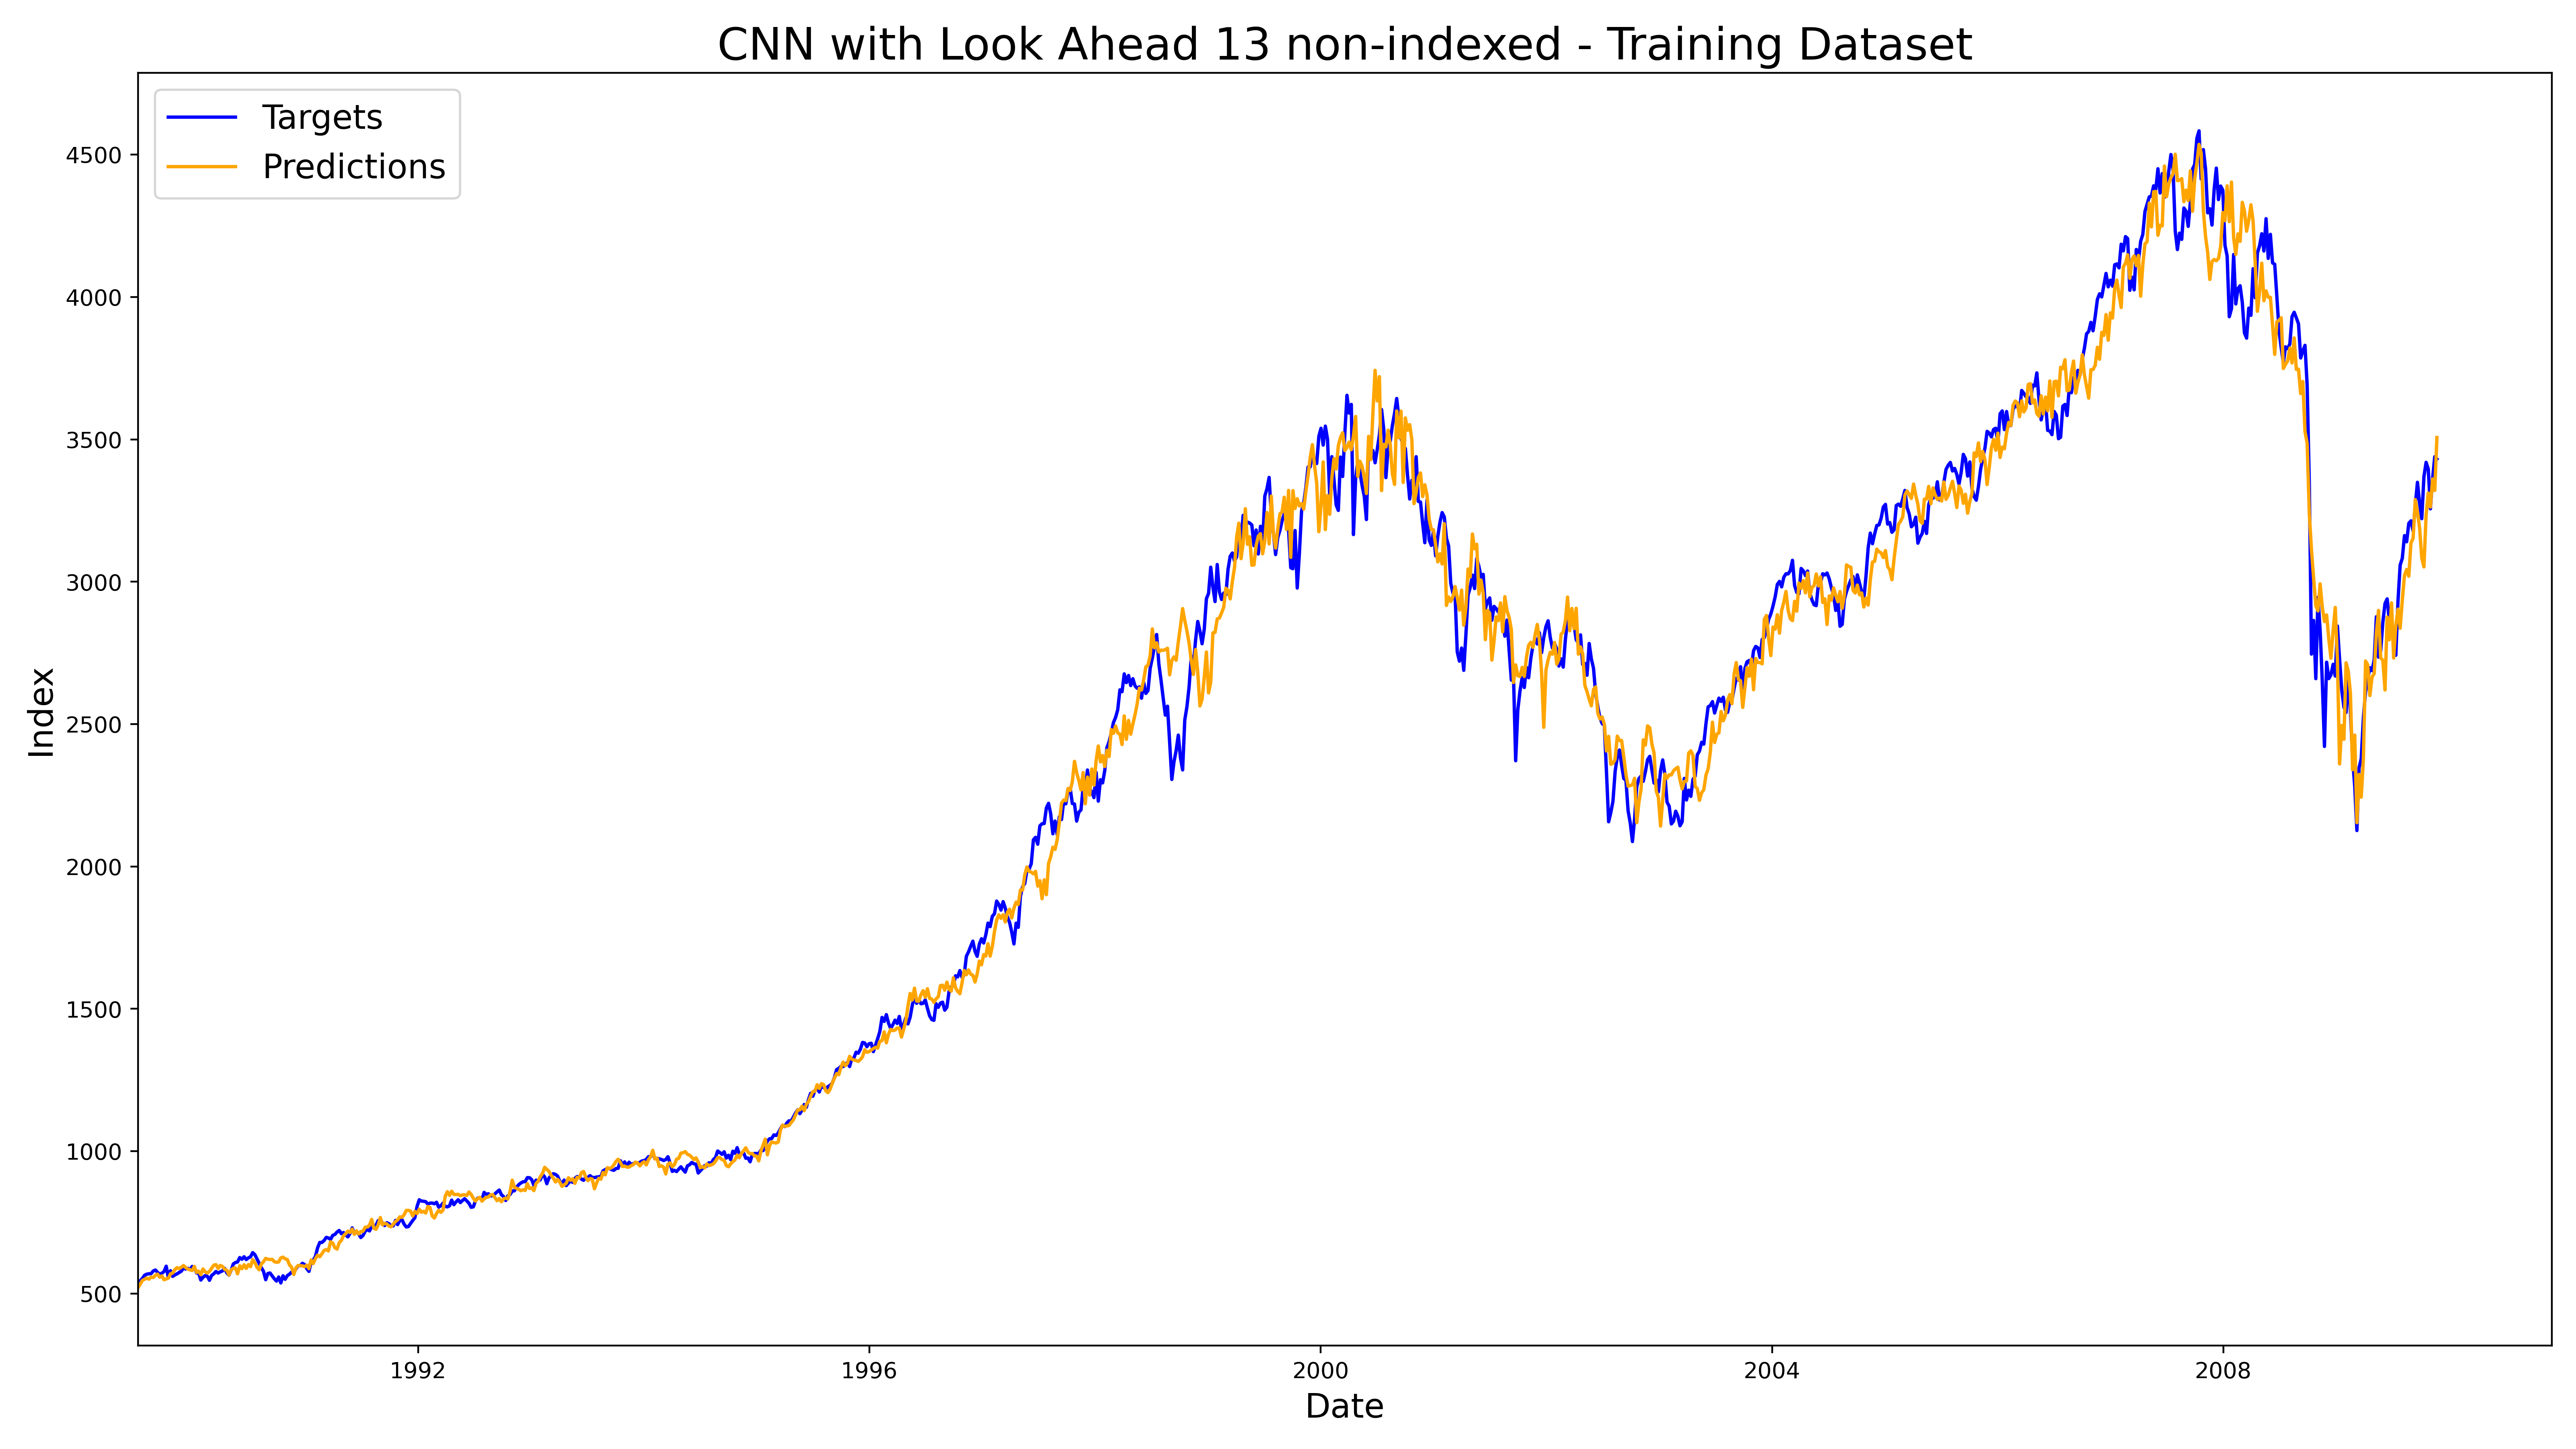 CNN with Look Ahead 13 non-indexed - Training Dataset
Targets
Predictions
4500
4000
3500
3000
2500
2000
1500
1000
500
Index
1992 1996 2000 2004 2008
Date